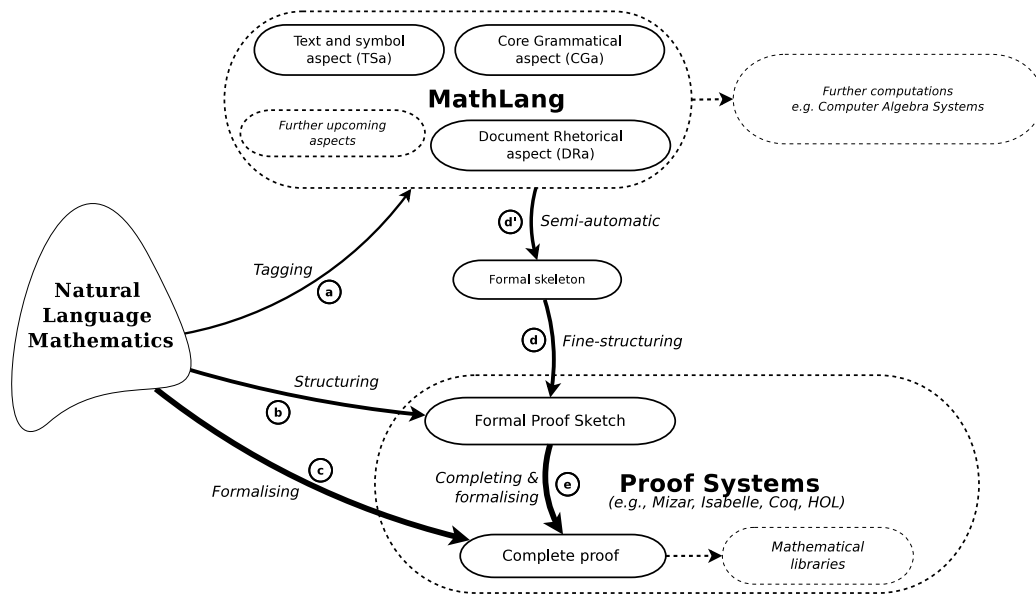 Text and symbol
aspect (TSa)
Core Grammatical
aspect (CGa)
MathLang
Further upcoming
aspects
Document Rhetorical
aspect (DRa)
Further computations
e.g. Computer Algebra Systems
d'
Semi-automatic
Tagging
a
Formal skeleton
Natural
Language
Mathematics
d
Fine-structuring
Structuring
b
Formal Proof Sketch
c
Formalising
Completing &
formalising
e
Proof Systems
(e.g., Mizar, Isabelle, Coq, HOL)
Complete proof
Mathematical
libraries